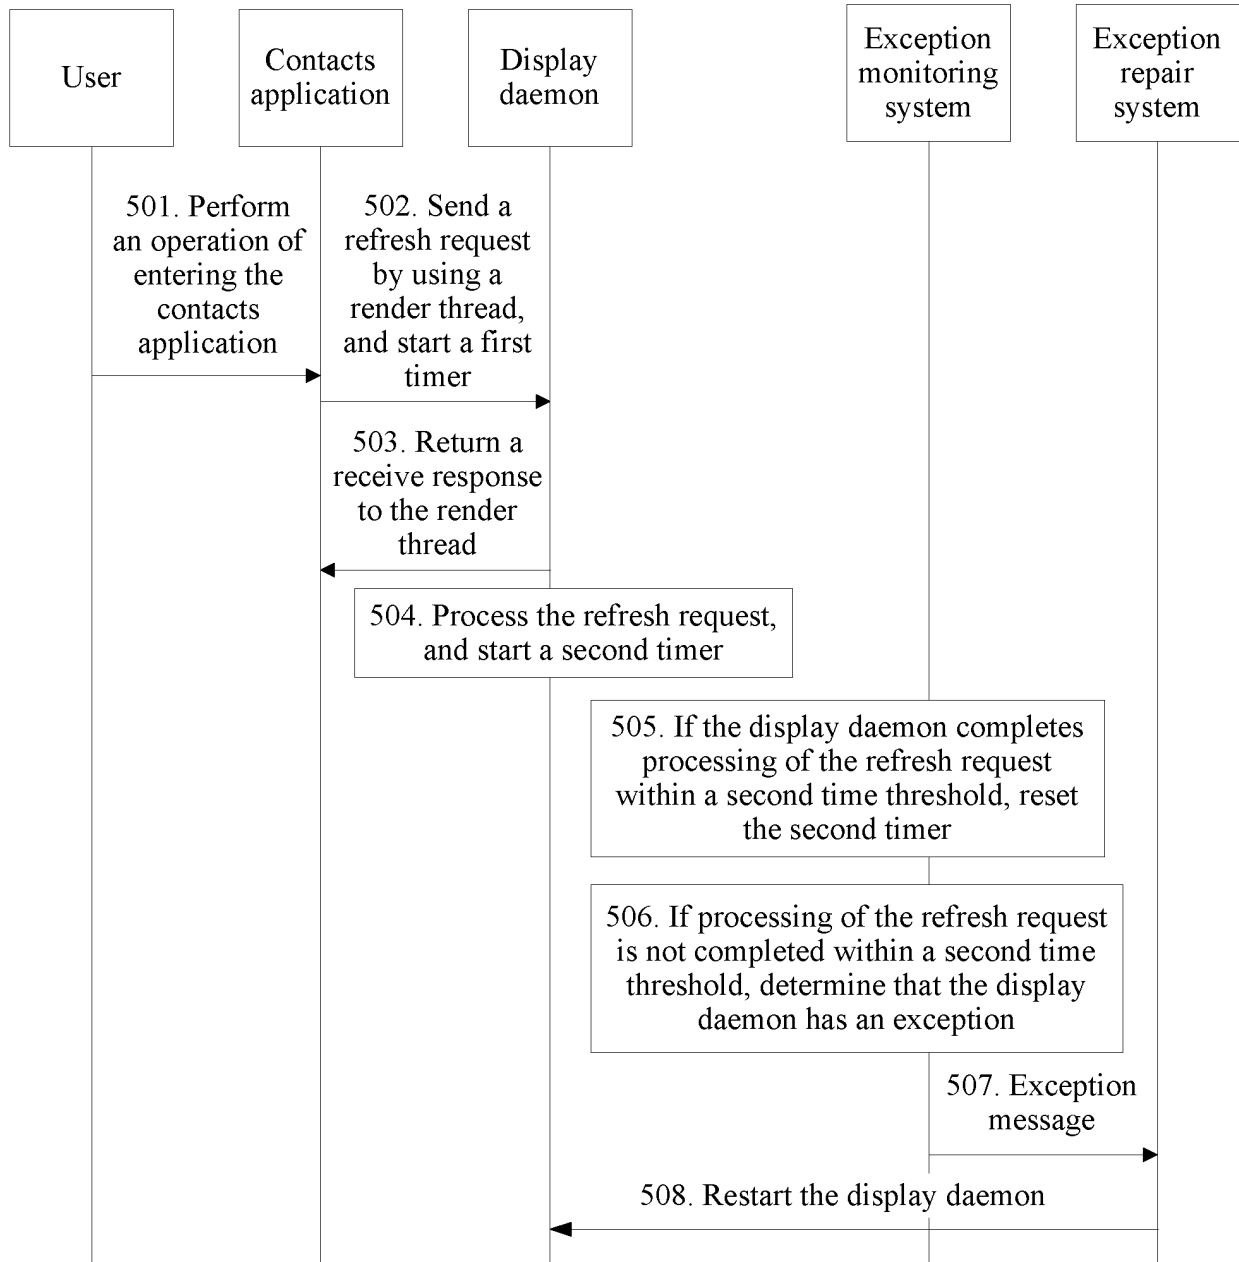 User
Contacts
application
Display
daemon
Exception
monitoring
system
Exception
repair
system
501. Perform
an operation of
entering the
contacts
application
502. Send a
refresh request
by using a
render thread,
and start a first
timer
503. Return a
receive response
to the render
thread
504. Process the refresh request,
and start a second timer
505. If the display daemon completes
processing of the refresh request
within a second time threshold, reset
the second timer
506. If processing of the refresh request
is not completed within a second time
threshold, determine that the display
daemon has an exception
507. Exception
message
508. Restart the display daemon